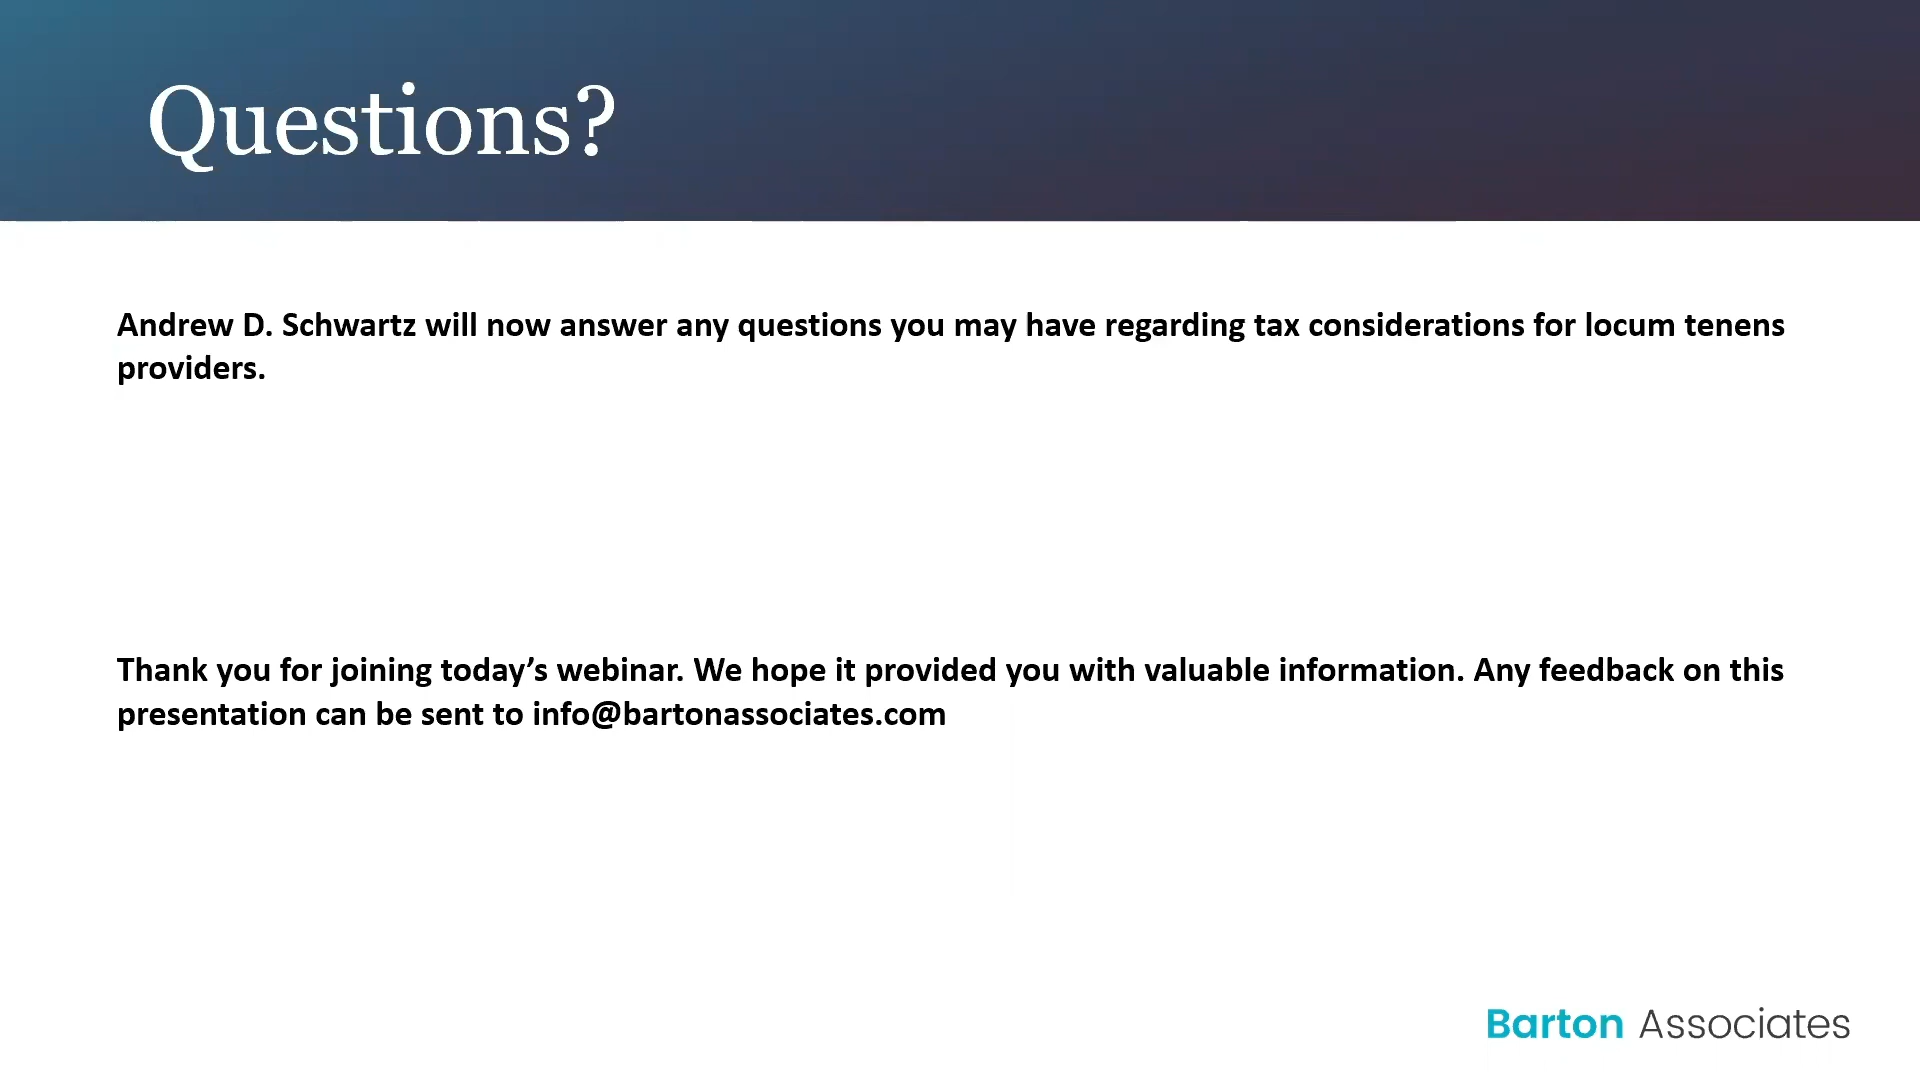 Questions?
Andrew D. Schwartz will now answer any questions you may have regarding tax considerations for locum tenens
providers.
Thank you for joining today’s webinar. We hope it provided you with valuable information. Any feedback on this
presentation can be sent to info@bartonassociates.com
Barton Associates